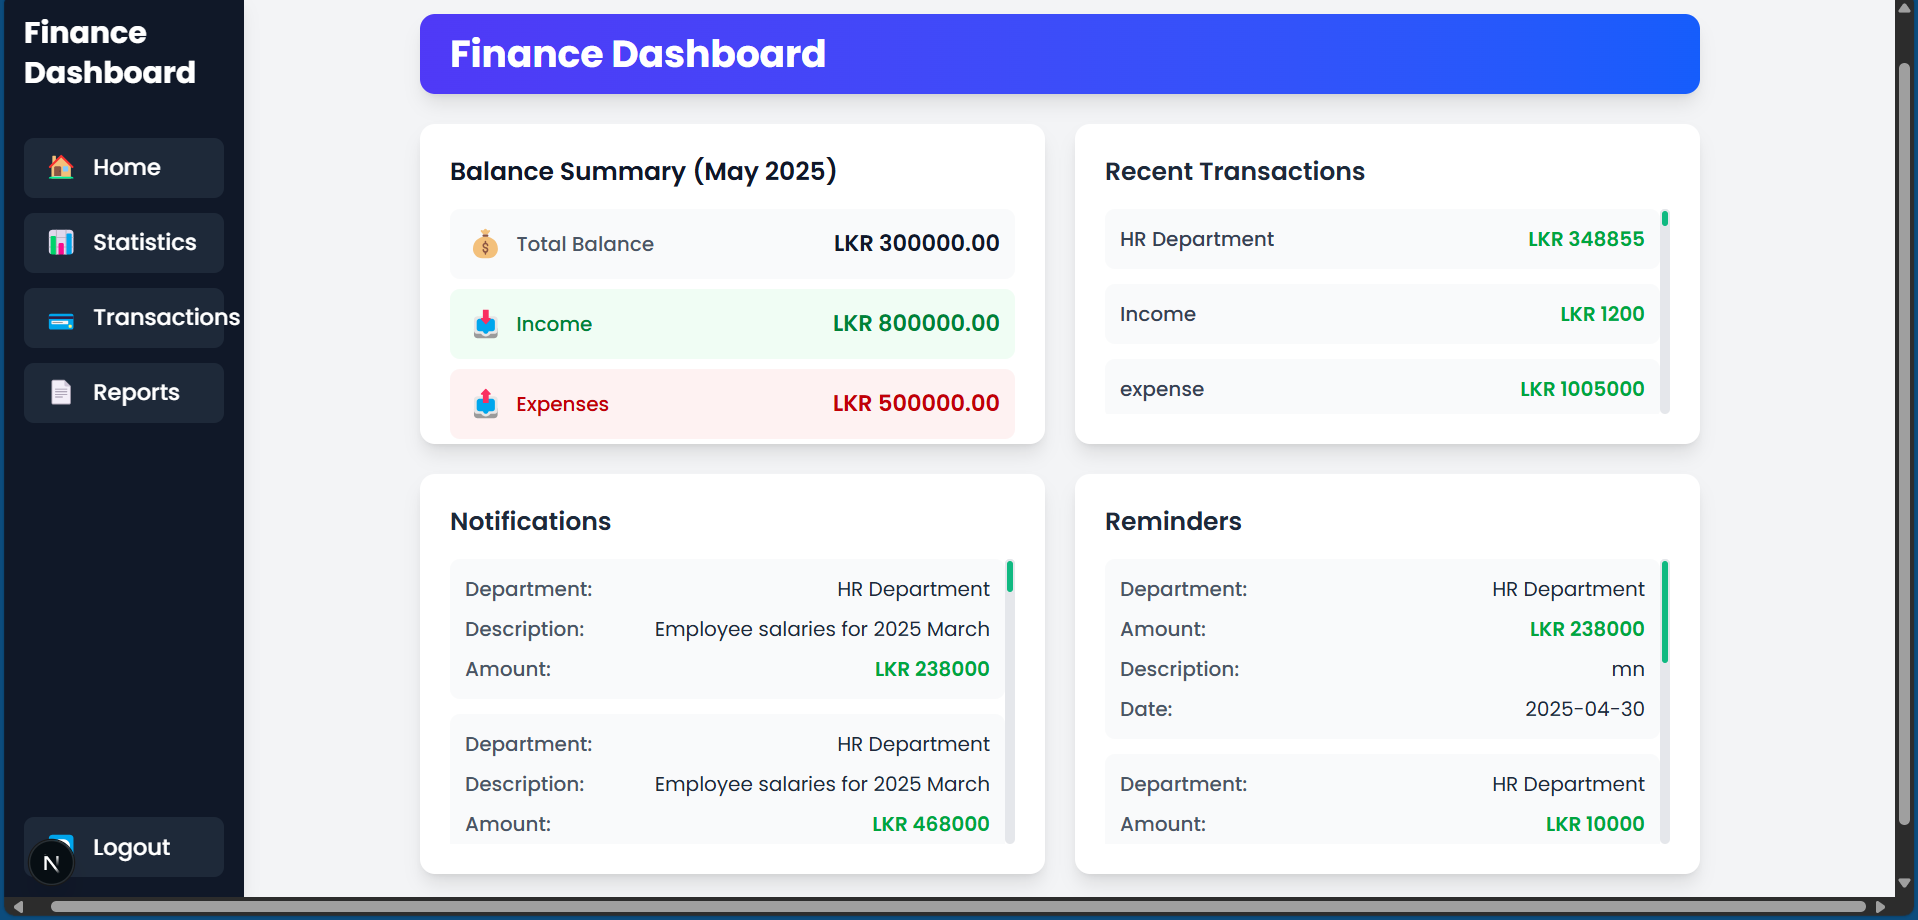 Finance
Dashboard
Home
Statistics
Transactions
Reports
Logout
N
Finance Dashboard
Balance Summary (May 2025)
Total Balance LKR 300000.00
Income LKR 800000.00
Expenses LKR 500000.00
Recent Transactions
HR Department LKR 348855
Income LKR 1200
expense LKR 1005000
Notifications
Department: HR Department
Description: Employee salaries for 2025 March
Amount: LKR 238000
Department: HR Department
Description: Employee salaries for 2025 March
Amount: LKR 468000
Reminders
Department: HR Department
Amount: LKR 238000
Description: mn
Date: 2025-04-30
Department: HR Department
Amount: LKR 10000